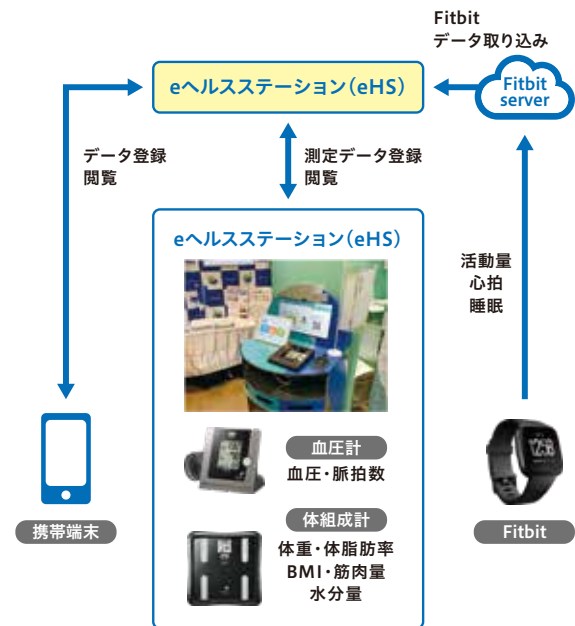 Fitbit
データ取り込み
eヘルスステーション（eHS）
Fitbit
server
データ登録
閲覧
測定データ登録
閲覧
eヘルスステーション（eHS）
活動量
心拍
睡眠
血圧計
血圧・脈拍数
携帯端末
体組成計
体重・体脂肪率
BMI・筋肉量
水分量
Fitbit